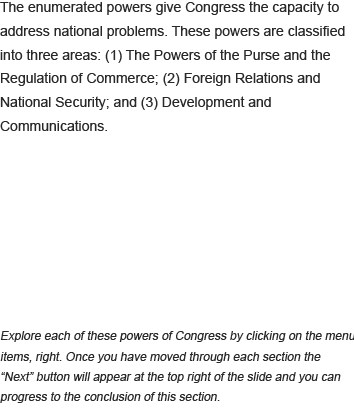 The enumerated powers give Congress the capacity to
address national problems. These powers are classified
into three areas: (1) The Powers of the Purse and the
Regulation of Commerce; (2) Foreign Relations and
National Security; and (3) Development and
Communications.
Explore each of these powers of Congress by clicking on the menu
items, right. Once you have moved through each section the
“Next” button will appear at the top right of the slide and you can
progress to the conclusion of this section.